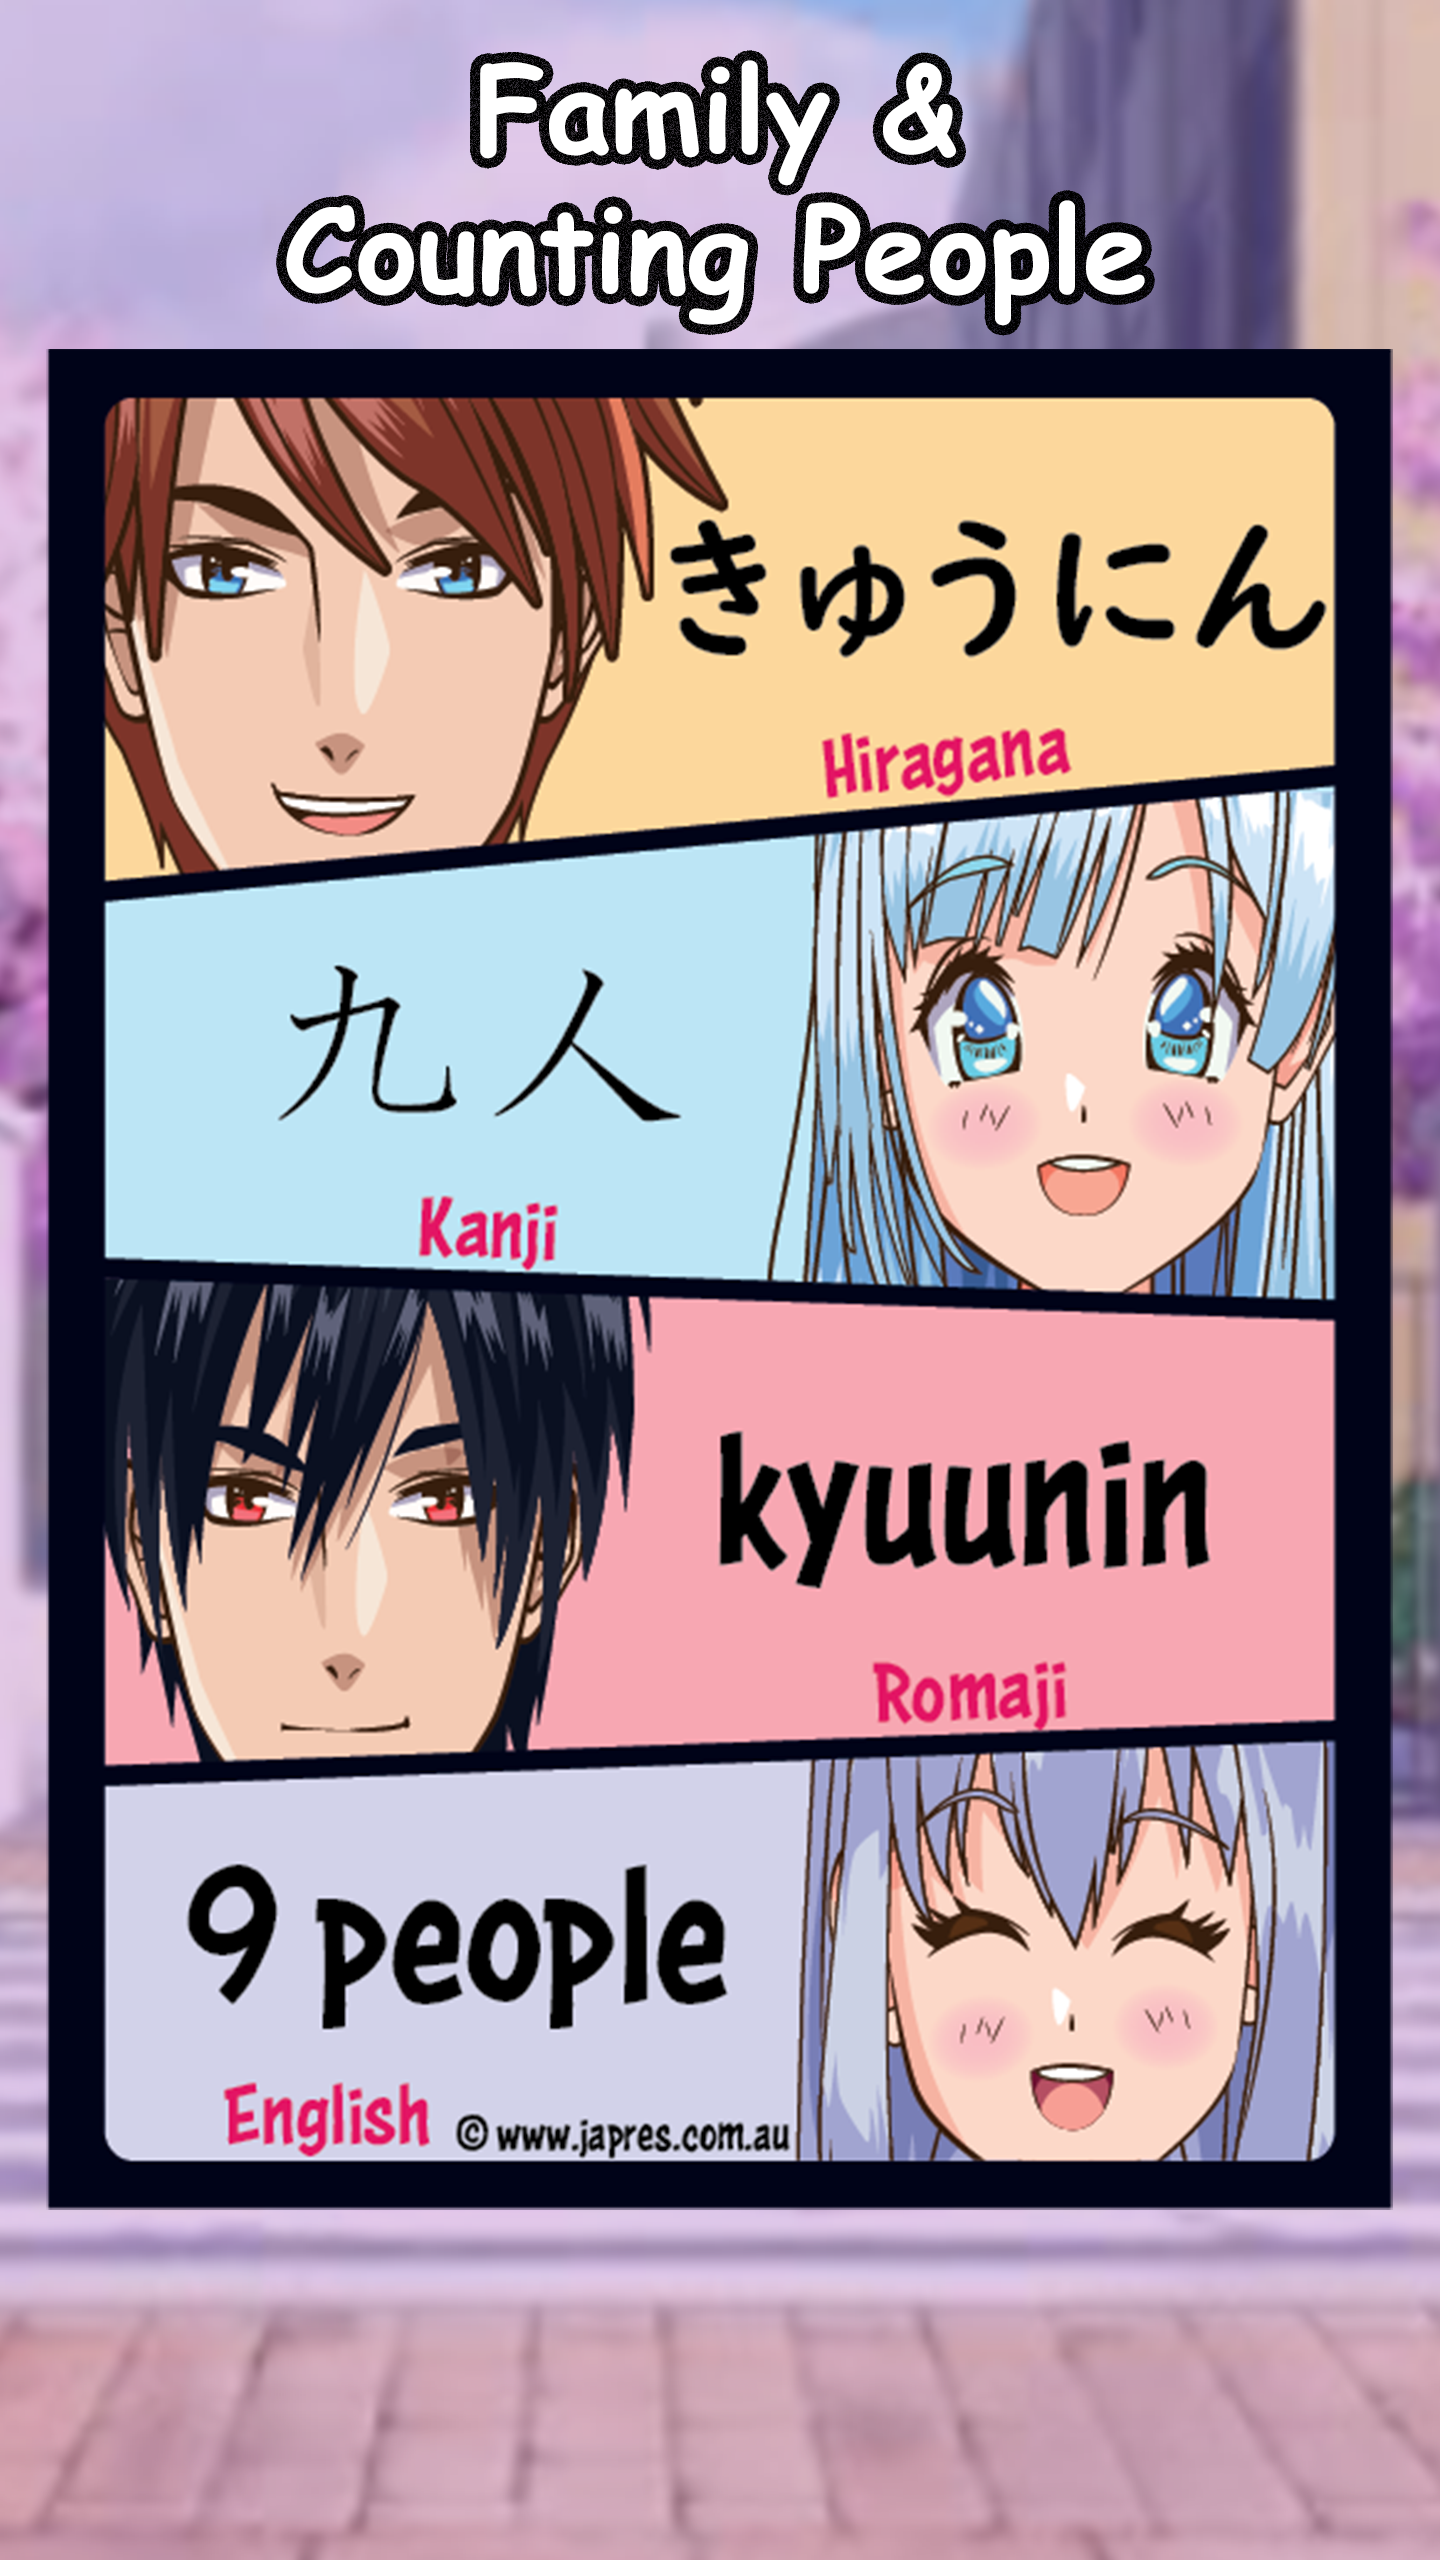 Family &
Counting People
きゅうにん
Hiragana
九人
Kanji
kyuunin
Romaji
9 people
English
© www.japres.com.au